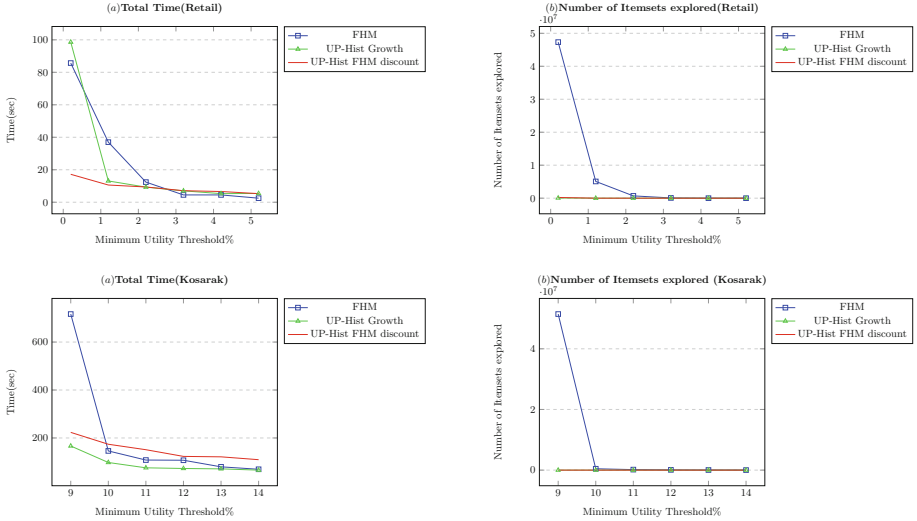 (a)Total Time(Retail)
100
80
60
40
20
0
0 1 2 3 4 5
Time(sec)
Minimum Utility Threshold%
FHM
UP-Hist Growth
UP-Hist FHM discount
(b)Number of Itemsets explored(Retail)
·10^7
5
4
3
2
1
0
0 1 2 3 4 5
Number of Itemsets explored
Minimum Utility Threshold%
FHM
UP-Hist Growth
UP-Hist FHM discount
(a)Total Time(Kosarak)
600
400
200
9 10 11 12 13 14
Time(sec)
Minimum Utility Threshold%
FHM
UP-Hist Growth
UP-Hist FHM discount
(b)Number of Itemsets explored (Kosarak)
·10^7
4
2
0
9 10 11 12 13 14
Number of Itemsets explored
Minimum Utility Threshold%
FHM
UP-Hist Growth
UP-Hist FHM discount